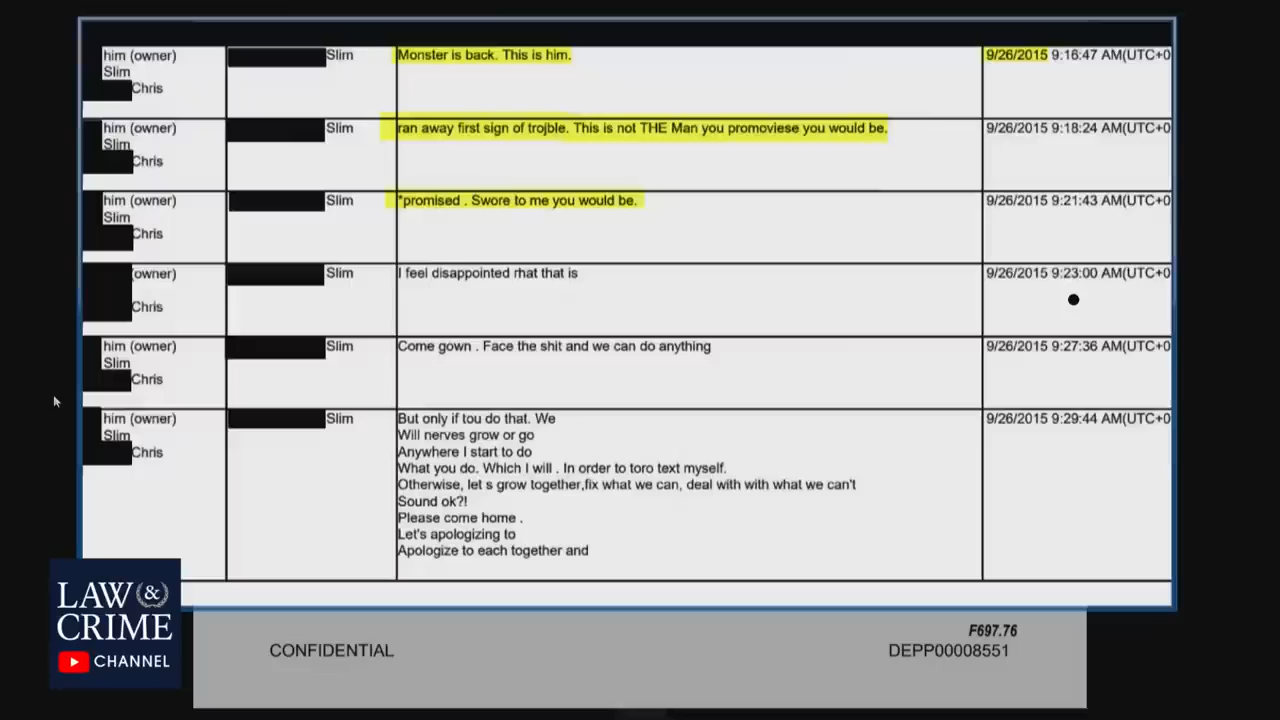 him (owner) Slim Monster is back. This is him. 9/26/2015 9:16:47 AM(UTC+0
Slim
Chris
him (owner) Slim ran away first sign of trojble. This is not THE Man you promoviese you would be. 9/26/2015 9:18:24 AM(UTC+0
Slim
Chris
him (owner) Slim *promised . Swore to me you would be. 9/26/2015 9:21:43 AM(UTC+0
Slim
Chris
(owner) Slim I feel disappointed rhat that is 9/26/2015 9:23:00 AM(UTC+0
Chris
him (owner) Slim Come gown . Face the shit and we can do anything 9/26/2015 9:27:36 AM(UTC+0
Slim
Chris
him (owner) Slim But only if tou do that. We 9/26/2015 9:29:44 AM(UTC+0
Slim Will nerves grow or go
Chris Anywhere I start to do
What you do. Which I will . In order to toro text myself.
Otherwise, let s grow together,fix what we can, deal with with what we can't
Sound ok?!
Please come home .
Let's apologizing to
Apologize to each together and
LAW &
CRIME
CHANNEL
F697.76
CONFIDENTIAL DEPP00008551